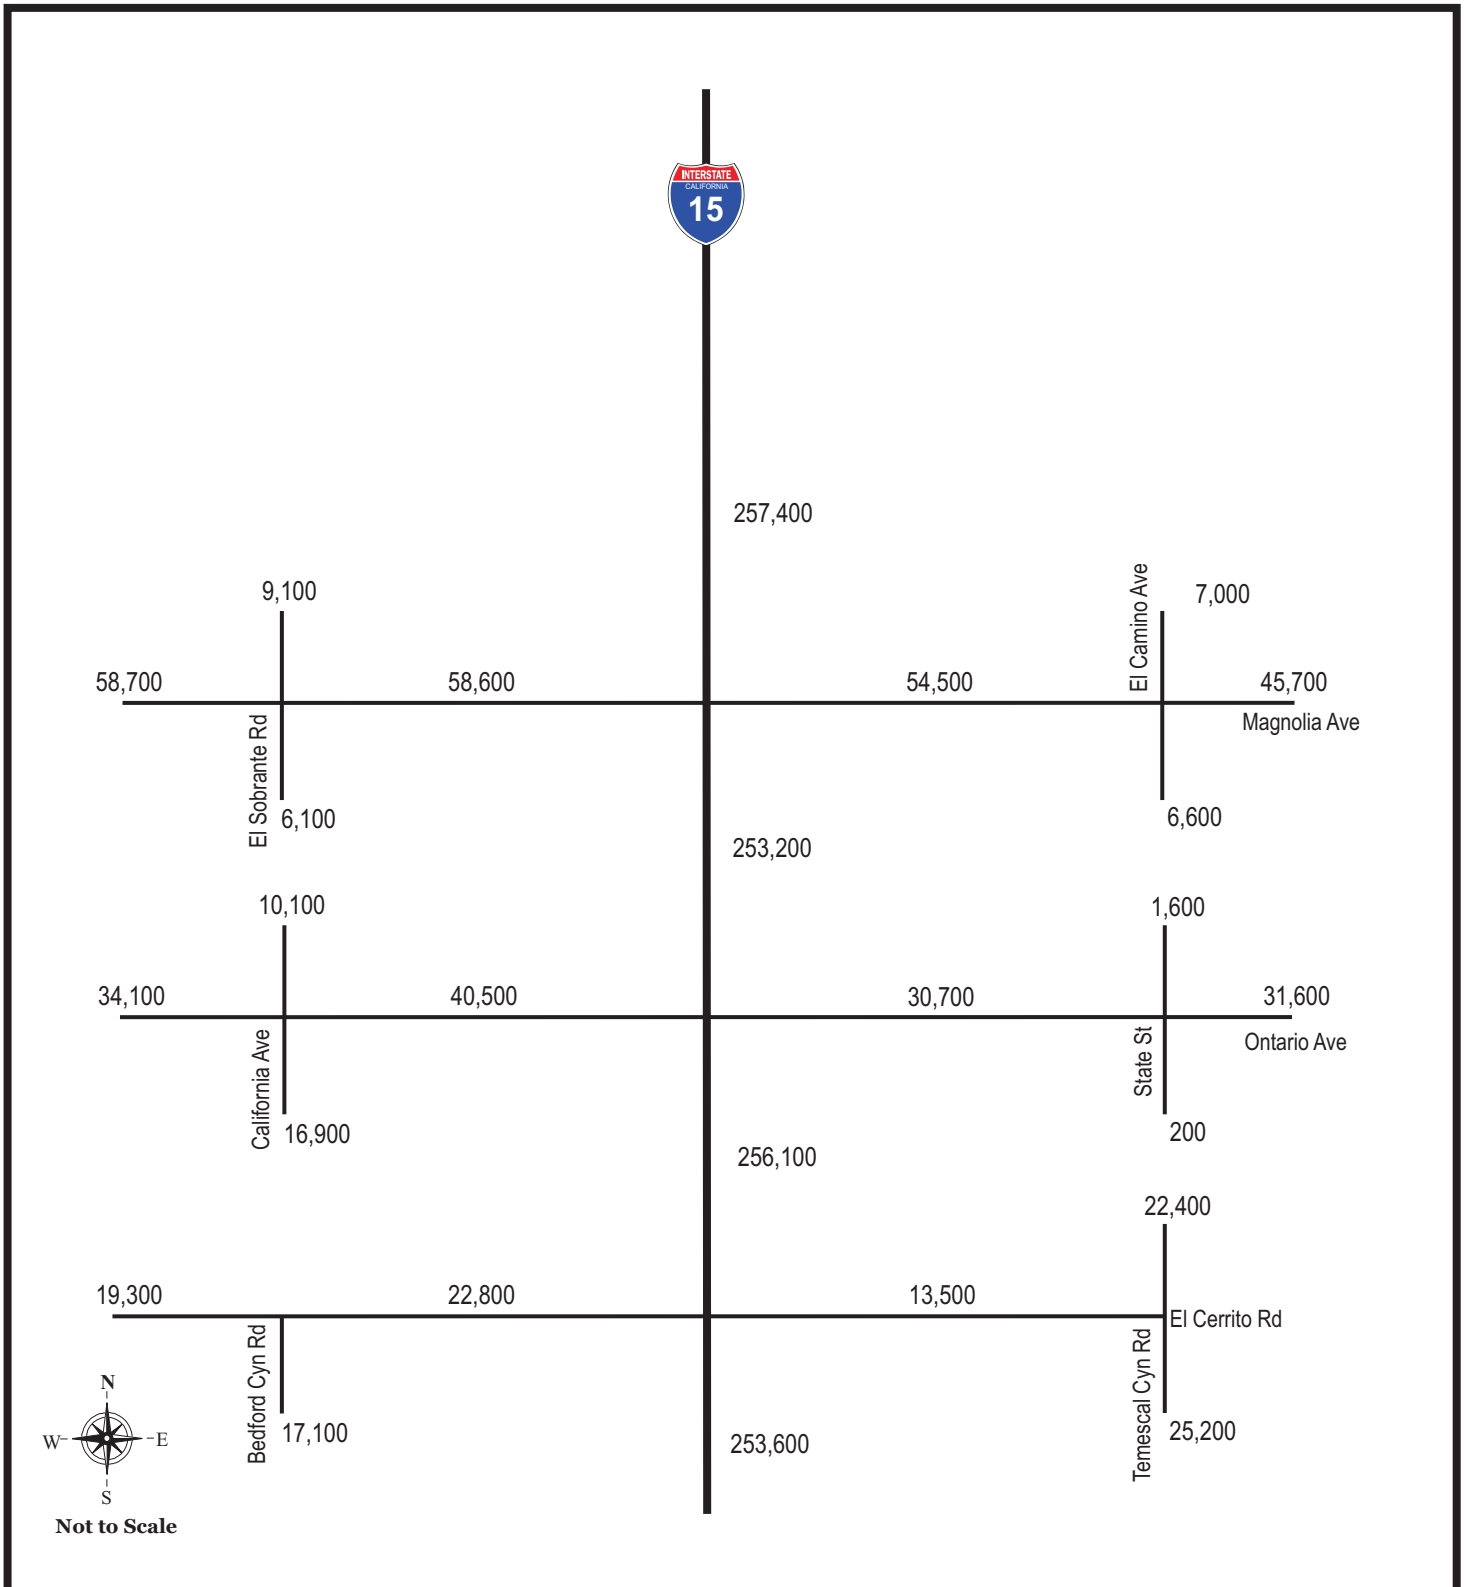 INTERSTATE
CALIFORNIA
15
257,400
9,100
El Camino Ave
7,000
58,700
58,600
54,500
45,700
Magnolia Ave
El Sobrante Rd
6,100
6,600
253,200
10,100
1,600
34,100
40,500
30,700
31,600
Ontario Ave
California Ave
State St
16,900
200
256,100
22,400
19,300
22,800
13,500
El Cerrito Rd
Bedford Cyn Rd
Temescal Cyn Rd
17,100
25,200
253,600
N
W
E
S
Not to Scale